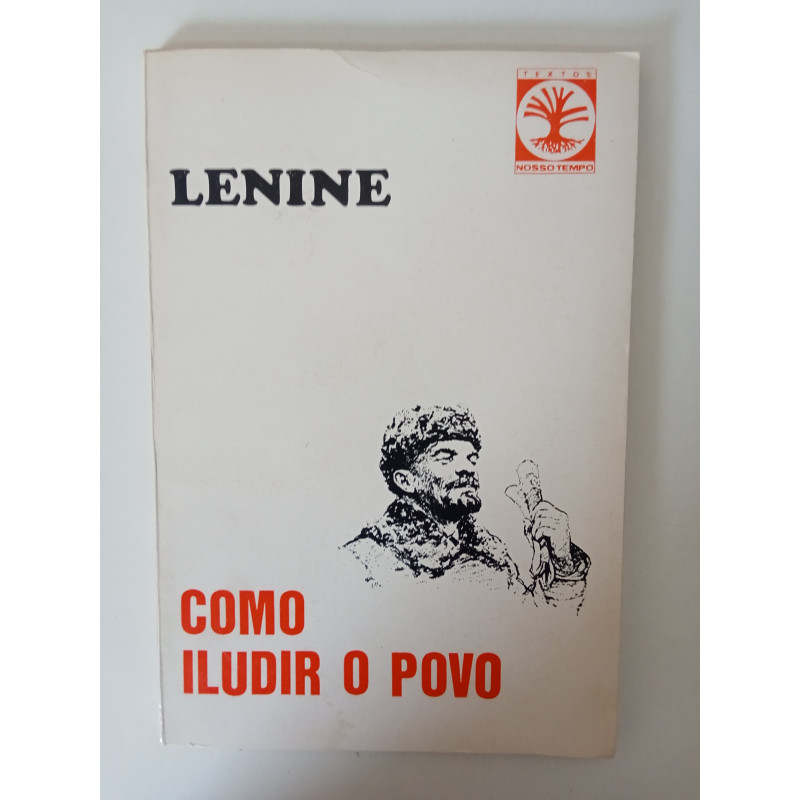 TEXTOS
NOSSO TEMPO
LENINE
COMO
ILUDIR O POVO